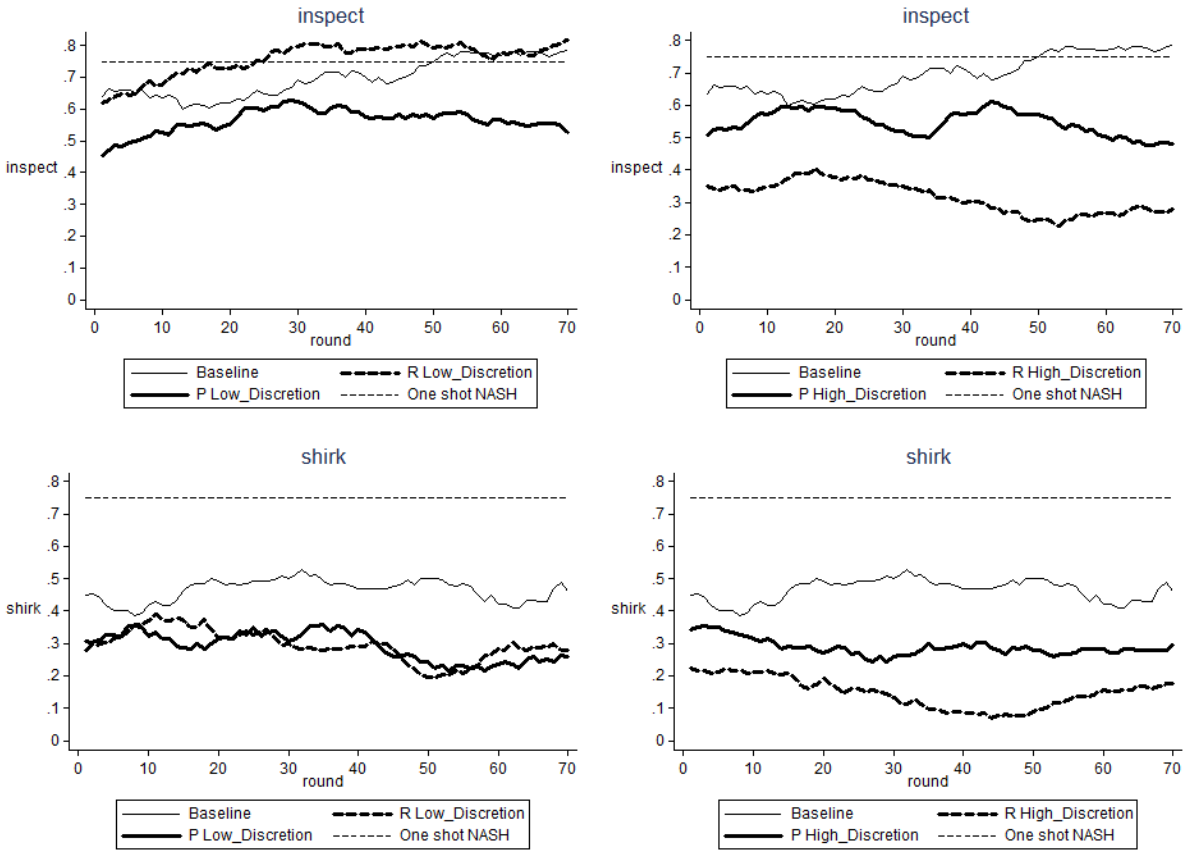 inspect
.8
.7
.6
.5
inspect
.4
.3
.2
.1
0
0 10 20 30 40 50 60 70
round
Baseline R Low_Discretion
P Low_Discretion One shot NASH
inspect
.8
.7
.6
.5
inspect
.4
.3
.2
.1
0
0 10 20 30 40 50 60 70
round
Baseline R High_Discretion
P High_Discretion One shot NASH
shirk
.8
.7
.6
.5
shirk
.4
.3
.2
.1
0
0 10 20 30 40 50 60 70
round
Baseline R Low_Discretion
P Low_Discretion One shot NASH
shirk
.8
.7
.6
.5
shirk
.4
.3
.2
.1
0
0 10 20 30 40 50 60 70
round
Baseline R High_Discretion
P High_Discretion One shot NASH